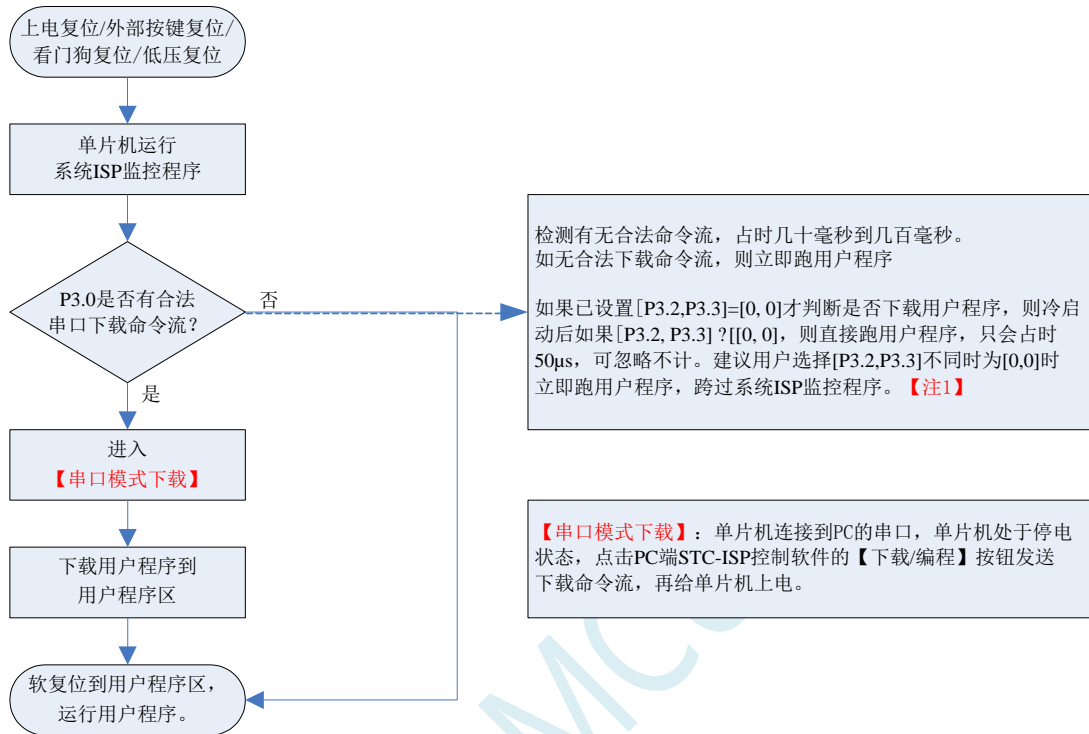 上电复位/外部按键复位/
看门狗复位/低压复位
单片机运行
系统ISP监控程序
P3.0是否有合法
串口下载命令流？
否
是
进入
【串口模式下载】
下载用户程序到
用户程序区
软复位到用户程序区，
运行用户程序。
检测有无合法命令流，占时几十毫秒到几百毫秒。
如无合法下载命令流，则立即跑用户程序
如果已设置[P3.2,P3.3]=[0, 0]才判断是否下载用户程序，则冷启
动后如果[P3.2, P3.3] ?[[0, 0]，则直接跑用户程序，只会占时
50μs，可忽略不计。建议用户选择[P3.2,P3.3]不同时为[0,0]时
立即跑用户程序，跨过系统ISP监控程序。【注1】
【串口模式下载】：单片机连接到PC的串口，单片机处于停电
状态，点击PC端STC-ISP控制软件的【下载/编程】按钮发送
下载命令流，再给单片机上电。
MC